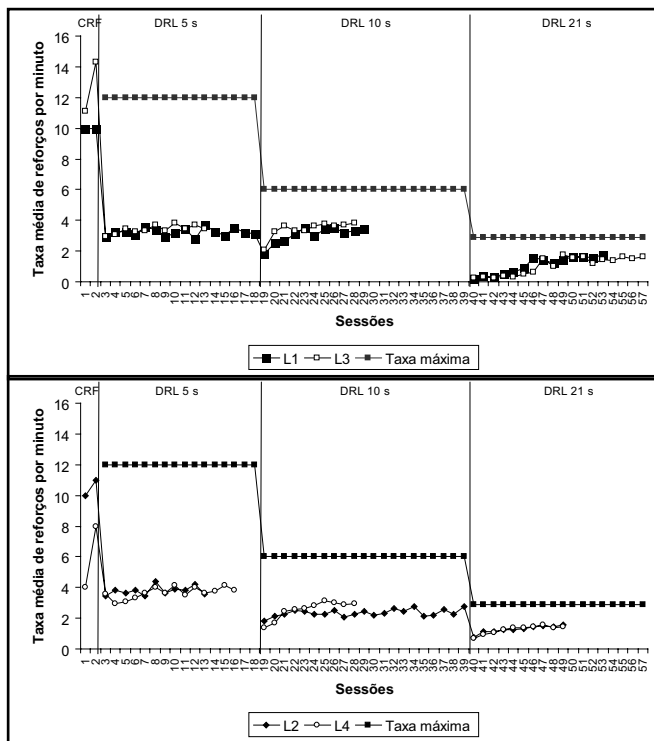 CRF DRL 5 s DRL 10 s DRL 21 s
Taxa média de reforços por minuto
16
14
12
10
8
6
4
2
0
1 2 3 4 5 6 7 8 9 10 11 12 13 14 15 16 17 18 19 20 21 22 23 24 25 26 27 28 29 30 31 32 33 34 35 36 37 38 39 40 41 42 43 44 45 46 47 48 49 50 51 52 53 54 55 56 57
Sessões
L1 L3 Taxa máxima
CRF DRL 5 s DRL 10 s DRL 21 s
Taxa média de reforços por minuto
16
14
12
10
8
6
4
2
0
1 2 3 4 5 6 7 8 9 10 11 12 13 14 15 16 17 18 19 20 21 22 23 24 25 26 27 28 29 30 31 32 33 34 35 36 37 38 39 40 41 42 43 44 45 46 47 48 49 50 51 52 53 54 55 56 57
Sessões
L2 L4 Taxa máxima